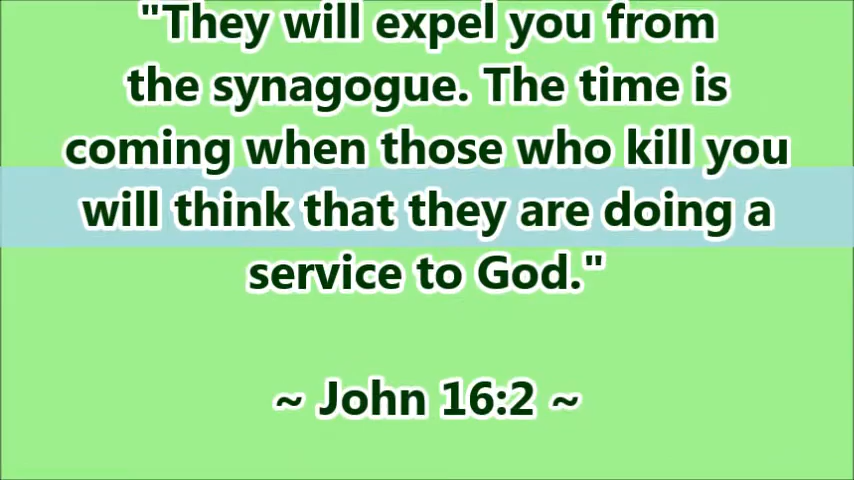 "They will expel you from
the synagogue. The time is
coming when those who kill you
will think that they are doing a
service to God."
~ John 16:2 ~